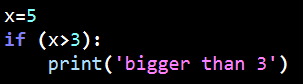 x=5
if (x>3):
    print('bigger than 3')